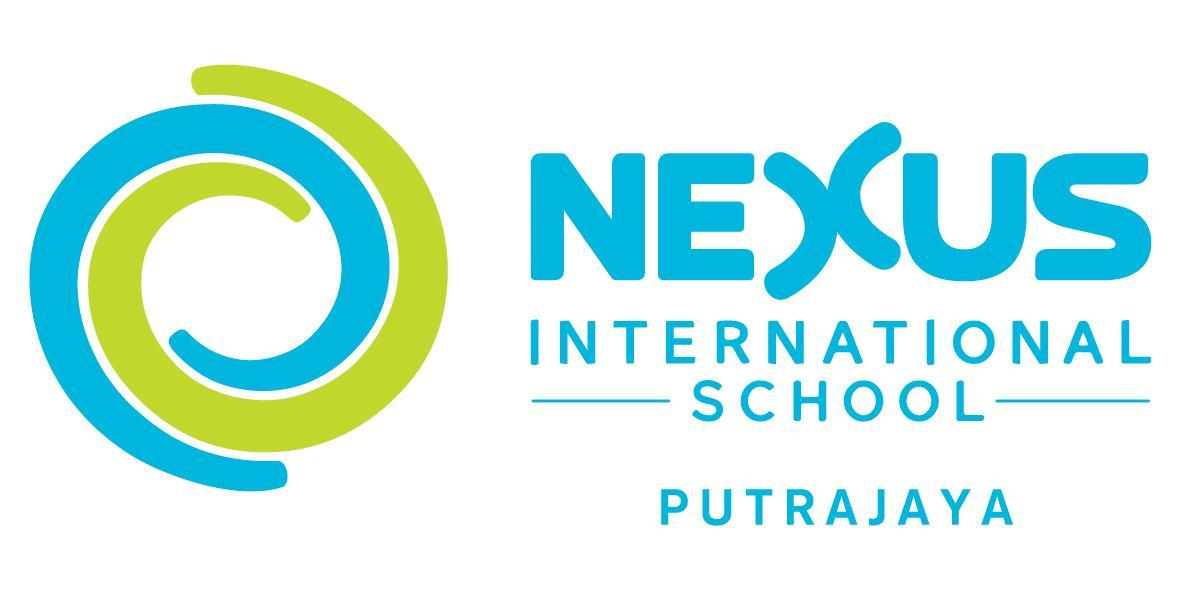 NEXUS
INTERNATIONAL
SCHOOL
PUTRAJAYA